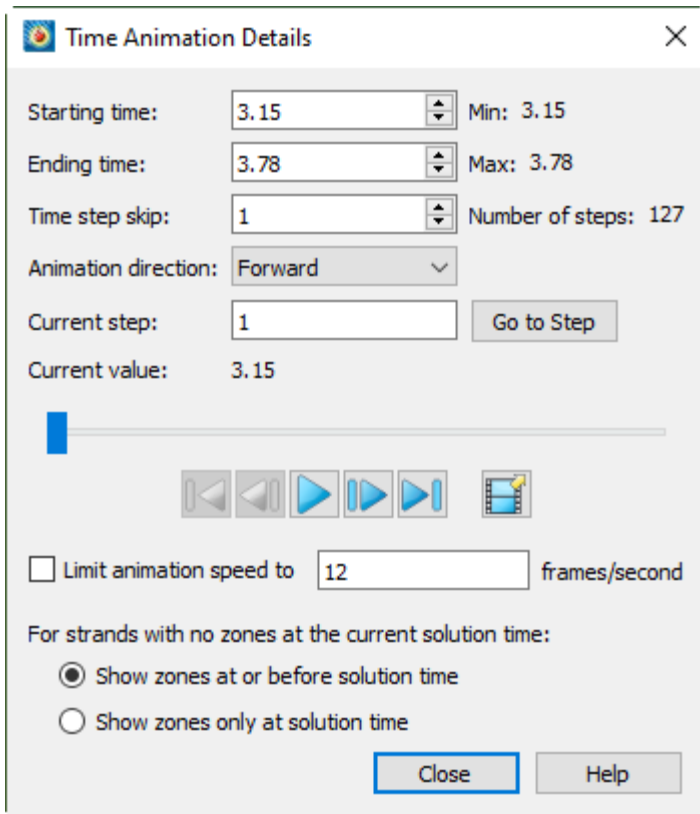 Time Animation Details
Starting time: 3.15 Min: 3.15
Ending time: 3.78 Max: 3.78
Time step skip: 1 Number of steps: 127
Animation direction: Forward
Current step: 1 Go to Step
Current value: 3.15
Limit animation speed to 12 frames/second
For strands with no zones at the current solution time:
Show zones at or before solution time
Show zones only at solution time
Close Help